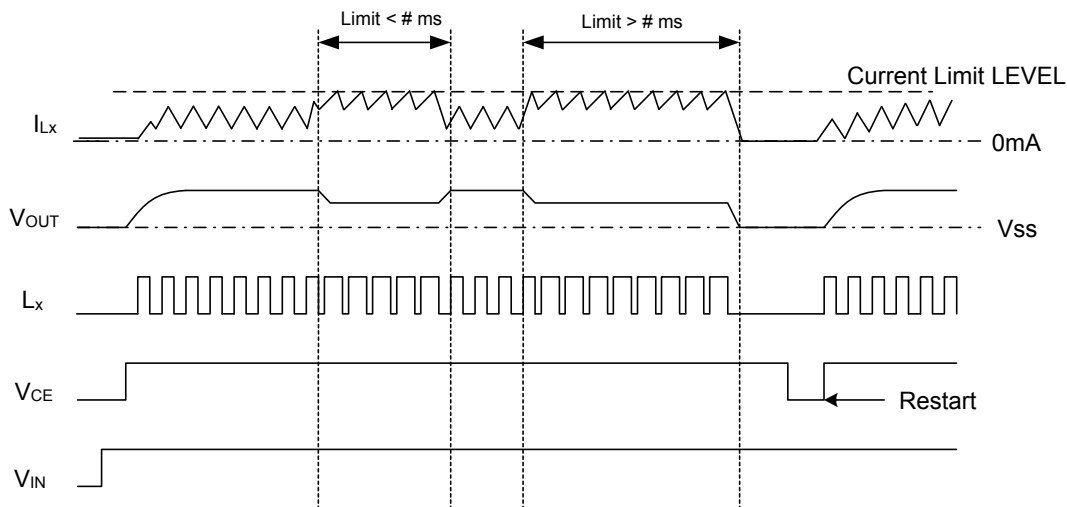 Limit < # ms
Limit > # ms
Current Limit LEVEL
ILx
0mA
VOUT
Vss
Lx
VCE
Restart
VIN